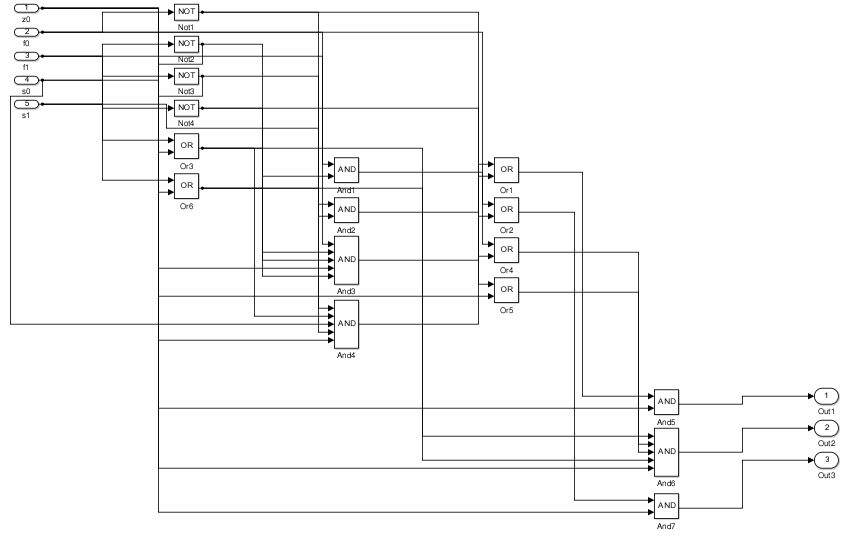 1
z0
2
f0
3
f1
4
s0
5
s1
NOT
Not1
NOT
Not2
NOT
Not3
NOT
Not4
OR
Or3
OR
Or6
AND
And1
AND
And2
AND
And3
AND
And4
OR
Or1
OR
Or2
OR
Or4
OR
Or5
AND
And5
AND
And6
AND
And7
1
Out1
2
Out2
3
Out3